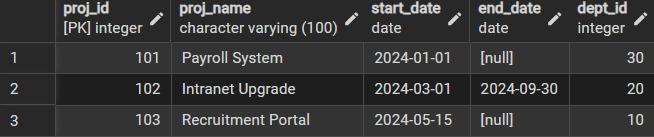 proj_id proj_name start_date end_date dept_id
[PK] integer character varying (100) date date integer
1 101 Payroll System 2024-01-01 [null] 30
2 102 Intranet Upgrade 2024-03-01 2024-09-30 20
3 103 Recruitment Portal 2024-05-15 [null] 10